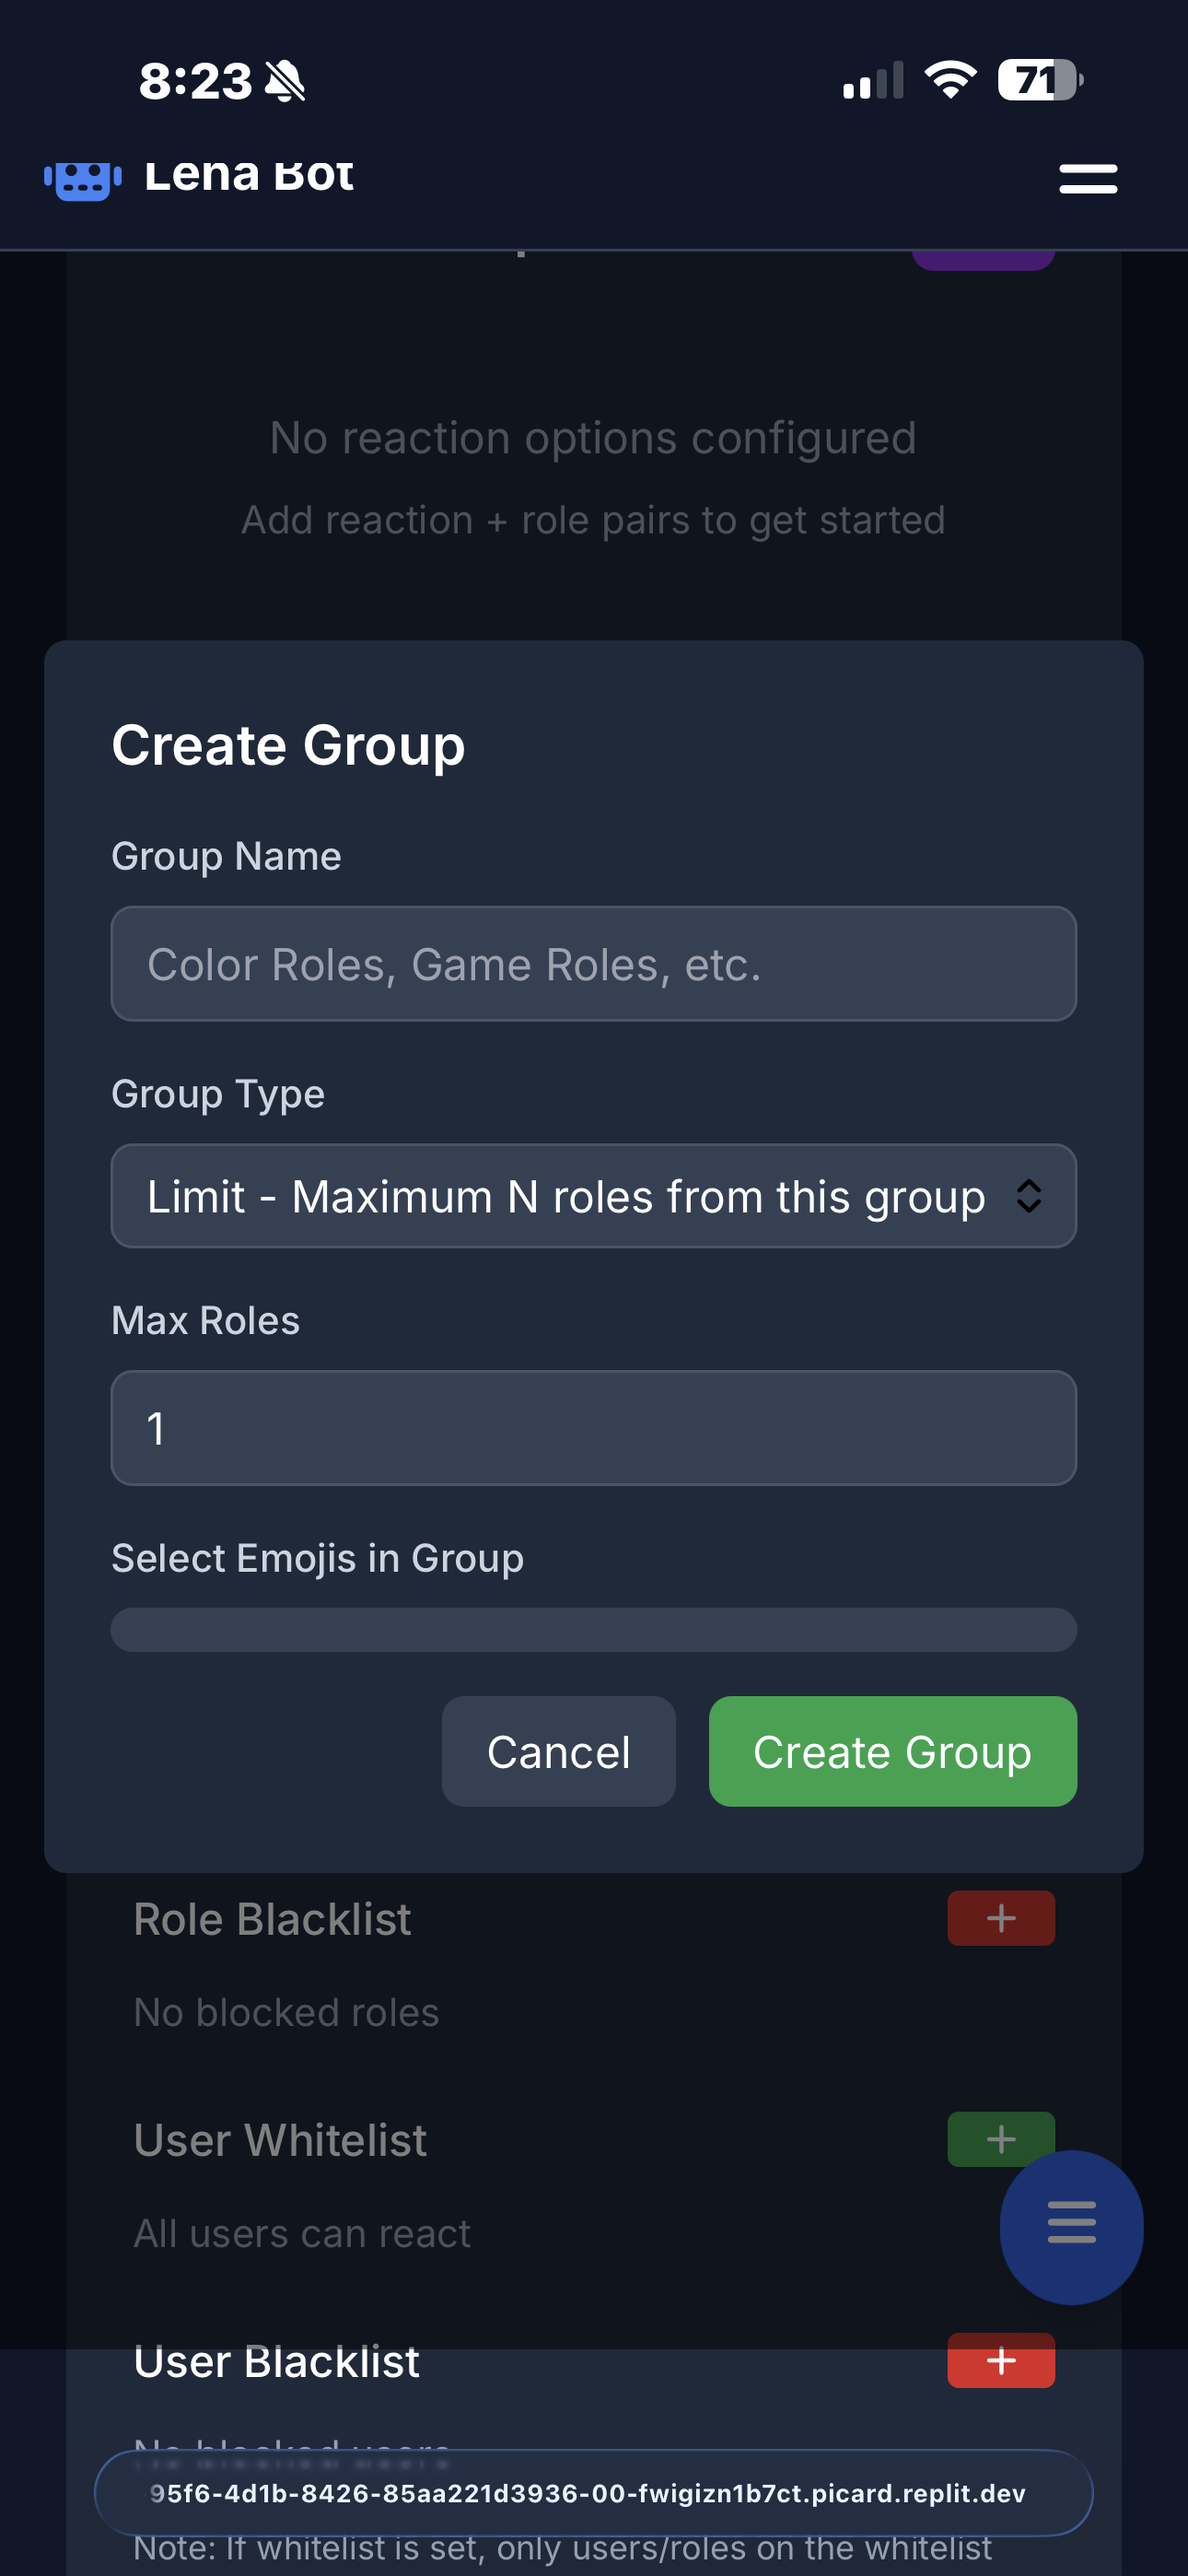 8:23
71
Lena Bot
No reaction options configured
Add reaction + role pairs to get started
Create Group
Group Name
Color Roles, Game Roles, etc.
Group Type
Limit - Maximum N roles from this group
Max Roles
1
Select Emojis in Group
Cancel
Create Group
Role Blacklist
+
No blocked roles
User Whitelist
+
All users can react
User Blacklist
+
No blocked users
95f6-4d1b-8426-85aa221d3936-00-fwigizn1b7ct.picard.replit.dev
Note: If whitelist is set, only users/roles on the whitelist